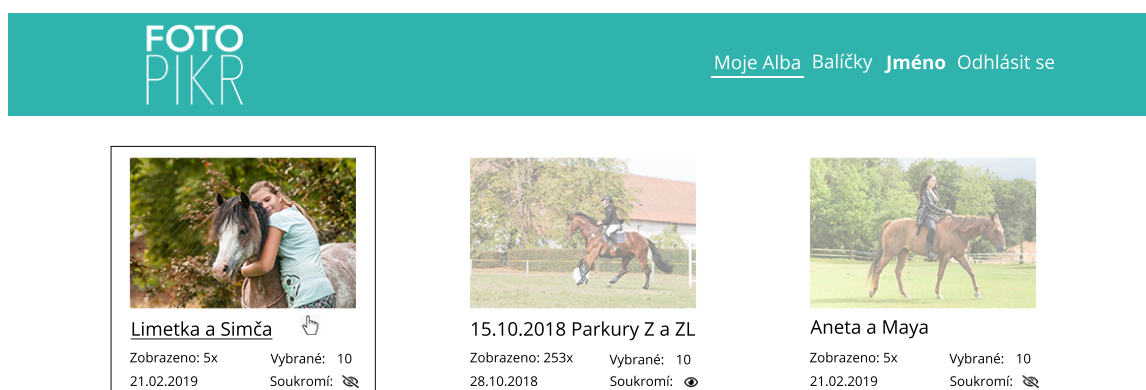 FOTO
PIKR
Moje Alba Balíčky Jméno Odhlásit se
Limetka a Simča
Zobrazeno: 5x Vybrané: 10
21.02.2019 Soukromí:
15.10.2018 Parkury Z a ZL
Zobrazeno: 253x Vybrané: 10
28.10.2018 Soukromí:
Aneta a Maya
Zobrazeno: 5x Vybrané: 10
21.02.2019 Soukromí: